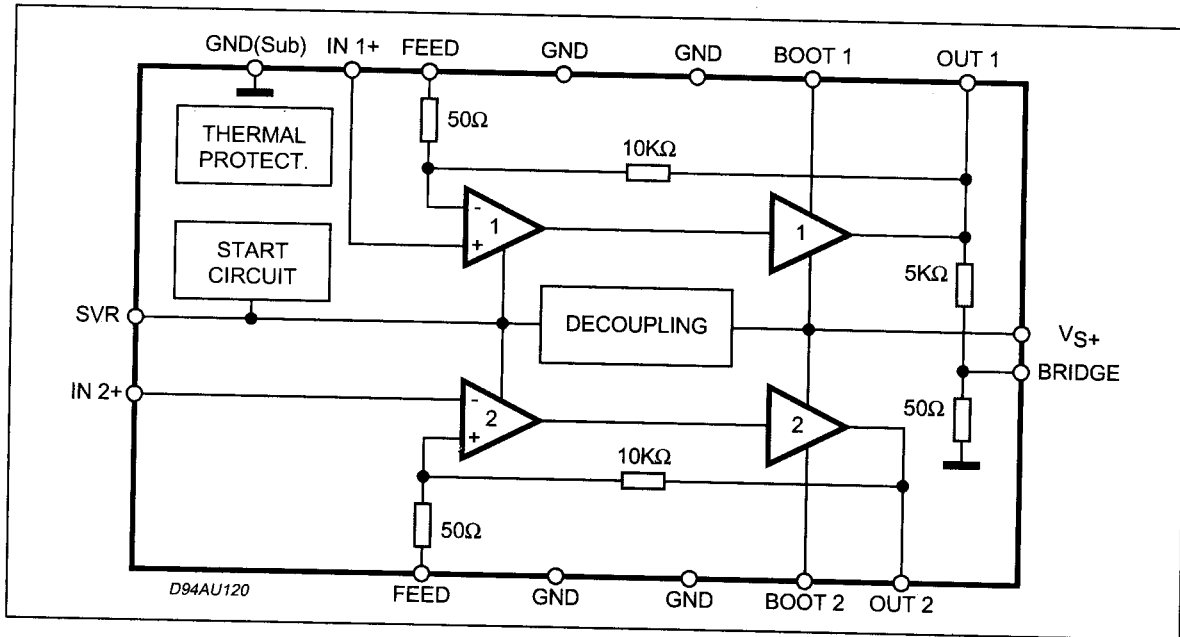 GND(Sub) IN 1+ FEED GND GND BOOT 1 OUT 1
50Ω
THERMAL
PROTECT.
10KΩ
-
1
+
1
START
CIRCUIT
5KΩ
SVR
DECOUPLING
VS+
BRIDGE
IN 2+
-
2
+
2
50Ω
10KΩ
50Ω
D94AU120
FEED GND GND BOOT 2 OUT 2